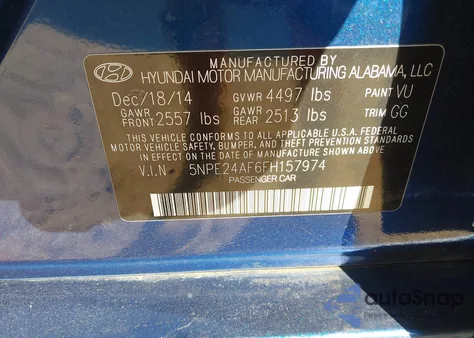 MANUFACTURED BY
HYUNDAI MOTOR MANUFACTURING ALABAMA, LLC
Dec/18/14 GVWR 4497 lbs PAINT VU
GAWR FRONT 2557 lbs GAWR REAR 2513 lbs TRIM GG
THIS VEHICLE CONFORMS TO ALL APPLICABLE U.S.A. FEDERAL
MOTOR VEHICLE SAFETY, BUMPER, AND THEFT PREVENTION STANDARDS
IN EFFECT ON THE DATE OF MANUFACTURE SHOWN ABOVE.
V.I.N. 5NPE24AF6FH157974
PASSENGER CAR
autoSnap